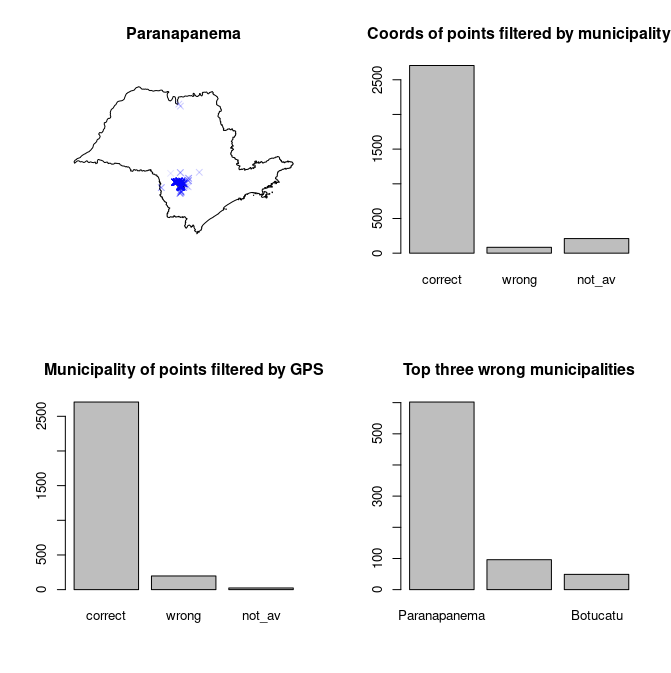 Paranapanema
Coords of points filtered by municipality
2500
1500
500
0
correct wrong not_av
Municipality of points filtered by GPS
2500
1500
500
0
correct wrong not_av
Top three wrong municipalities
500
300
100
0
Paranapanema Botucatu